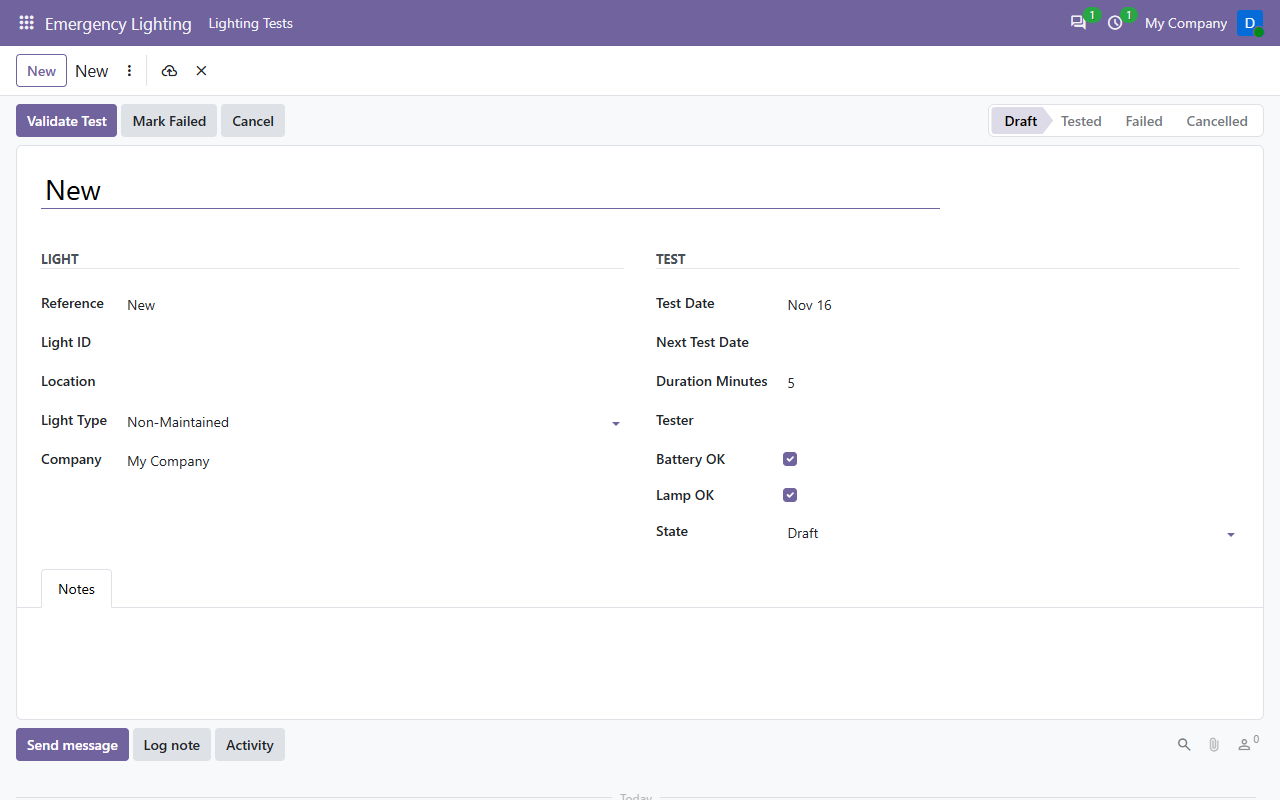 Emergency Lighting
Lighting Tests
1
1
My Company
D
New
New
Validate Test
Mark Failed
Cancel
Draft
Tested
Failed
Cancelled
New
LIGHT
Reference
New
Light ID
Location
Light Type
Non-Maintained
Company
My Company
TEST
Test Date
Nov 16
Next Test Date
Duration Minutes
5
Tester
Battery OK
Lamp OK
State
Draft
Notes
Send message
Log note
Activity
0
Today